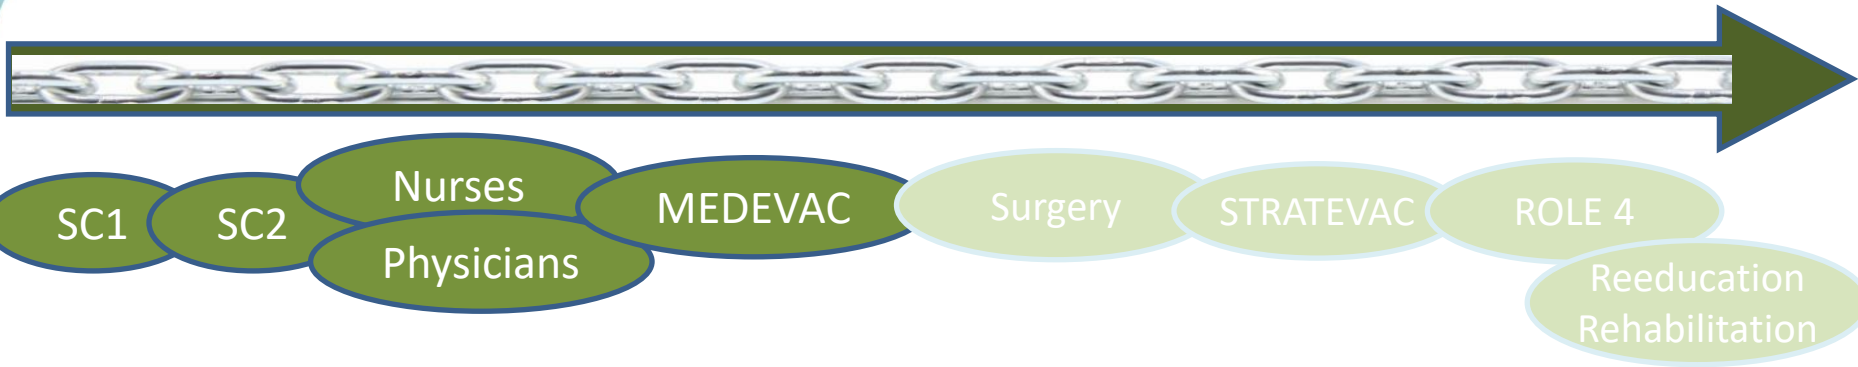 SC1
SC2
Nurses
Physicians
MEDEVAC
Surgery
STRATEVAC
ROLE 4
Reeducation
Rehabilitation